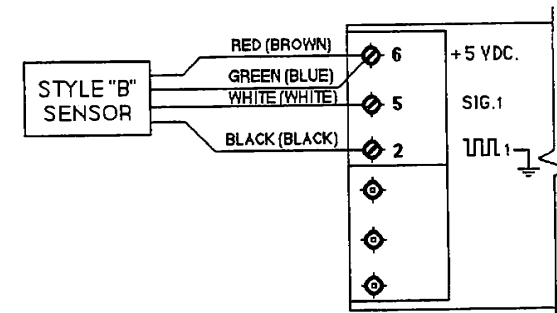 RED (BROWN)
6
+5 VDC.
GREEN (BLUE)
STYLE "B"
SENSOR
WHITE (WHITE)
5
SIG.1
BLACK (BLACK)
2
1